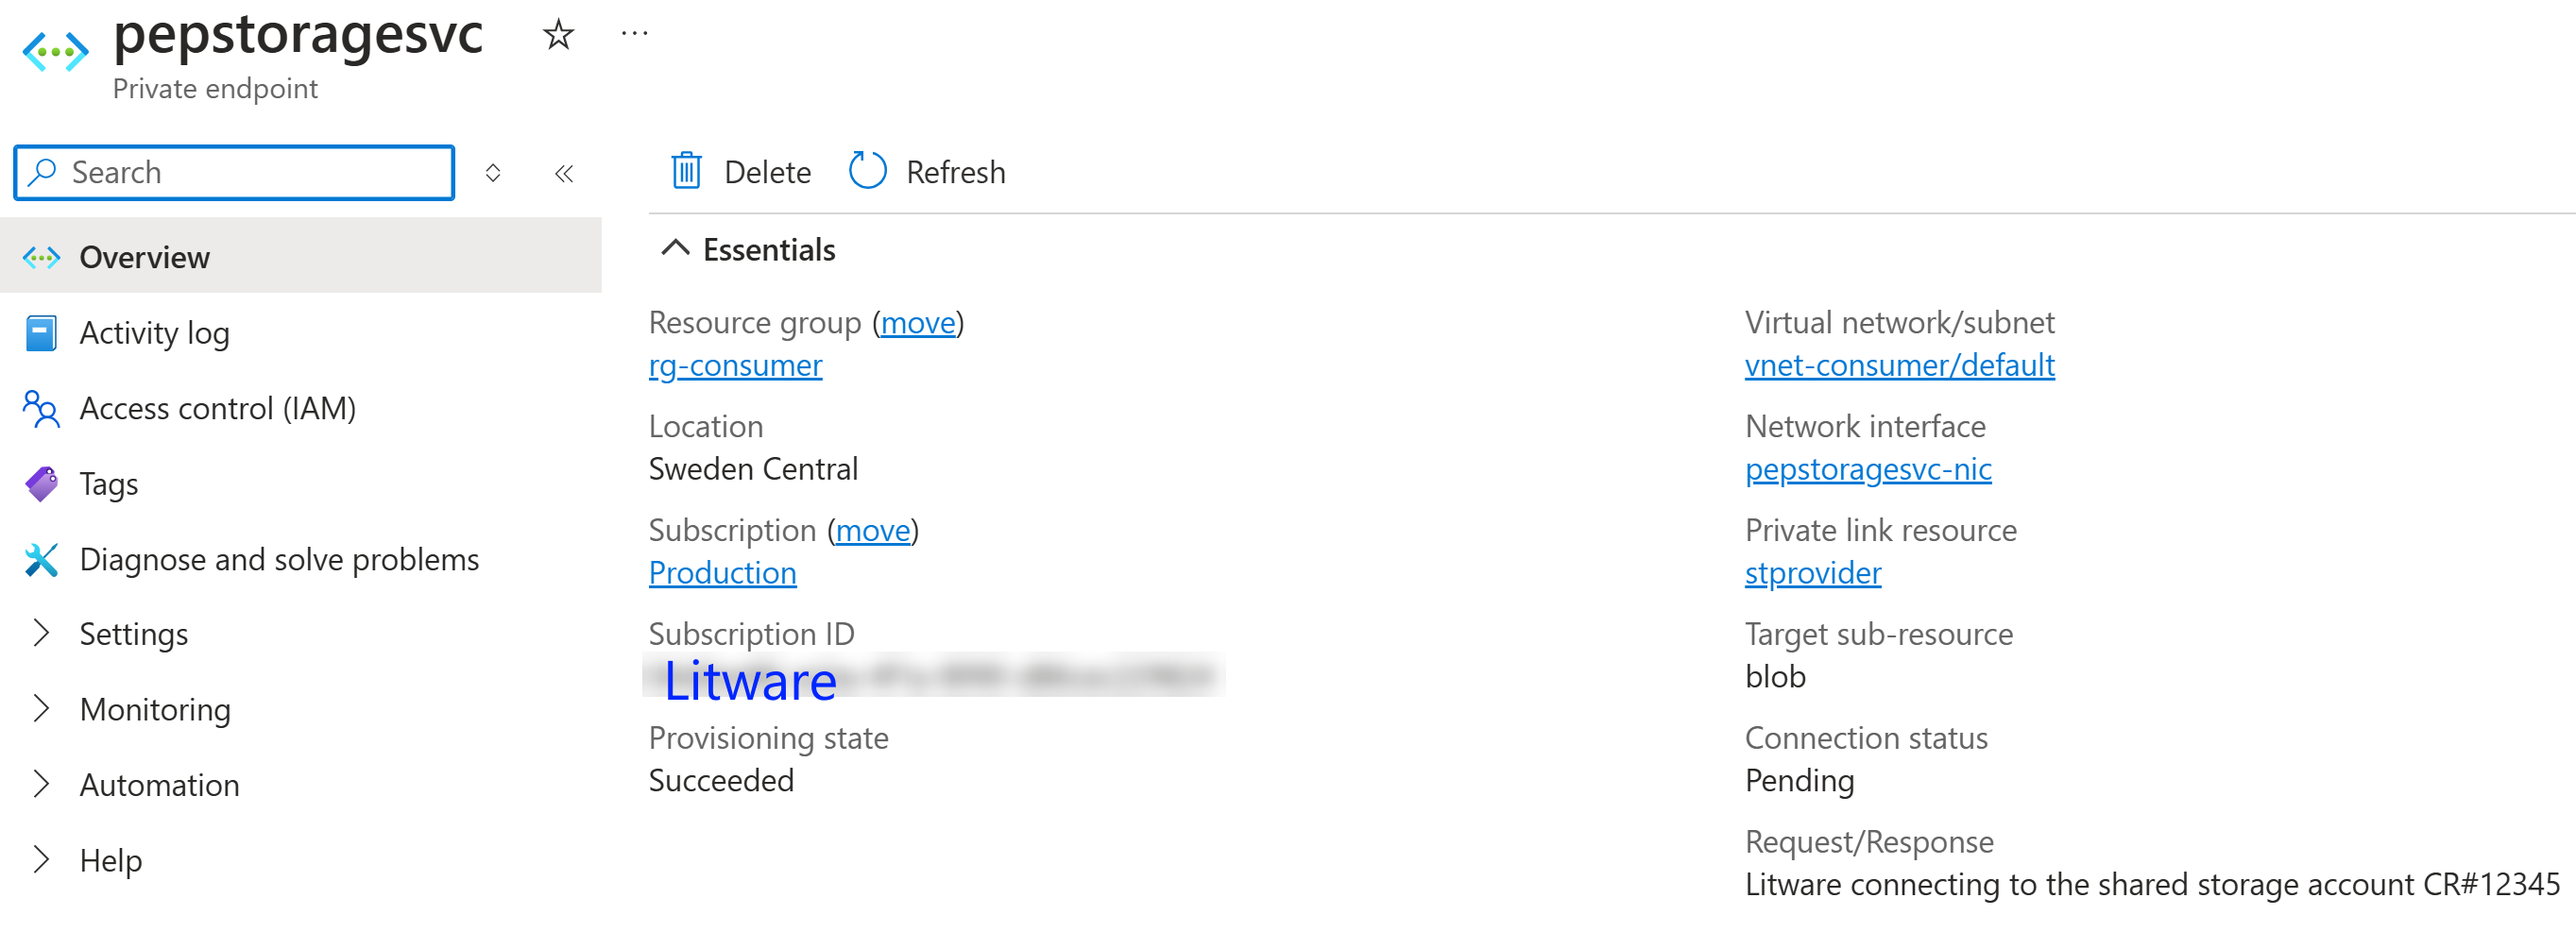 pepstoragesvc
Private endpoint
Search
Delete
Refresh
Overview
Activity log
Access control (IAM)
Tags
Diagnose and solve problems
Settings
Monitoring
Automation
Help
Essentials
Resource group (move)
rg-consumer
Location
Sweden Central
Subscription (move)
Production
Subscription ID
Litware
Provisioning state
Succeeded
Virtual network/subnet
vnet-consumer/default
Network interface
pepstoragesvc-nic
Private link resource
stprovider
Target sub-resource
blob
Connection status
Pending
Request/Response
Litware connecting to the shared storage account CR#12345